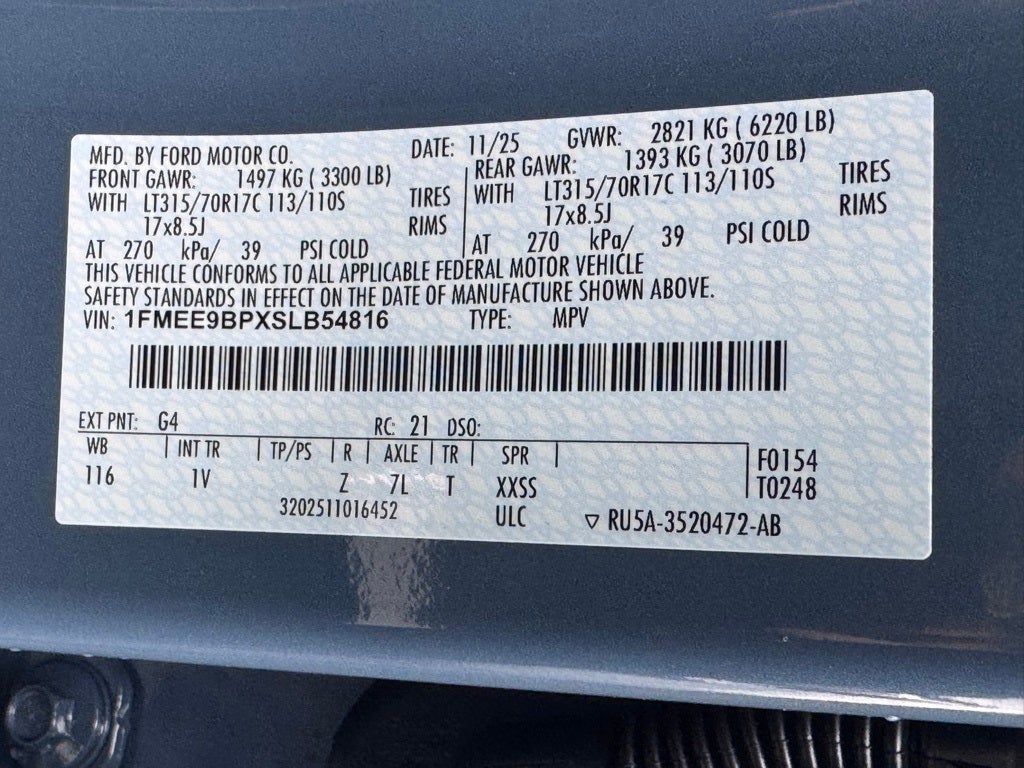 MFD. BY FORD MOTOR CO. DATE: 11/25 GVWR: 2821 KG ( 6220 LB)
FRONT GAWR: 1497 KG ( 3300 LB) REAR GAWR: 1393 KG ( 3070 LB)
WITH LT315/70R17C 113/110S TIRES WITH LT315/70R17C 113/110S TIRES
17x8.5J RIMS 17x8.5J RIMS
AT 270 kPa/ 39 PSI COLD AT 270 kPa/ 39 PSI COLD
THIS VEHICLE CONFORMS TO ALL APPLICABLE FEDERAL MOTOR VEHICLE
SAFETY STANDARDS IN EFFECT ON THE DATE OF MANUFACTURE SHOWN ABOVE.
VIN: 1FMEE9BPXSLB54816 TYPE: MPV
EXT PNT: G4 RC: 21 DSO:
WB INT TR TP/PS R AXLE TR SPR F0154
116 1V Z 7L T XXSS T0248
3202511016452 ULC ▽ RU5A-3520472-AB